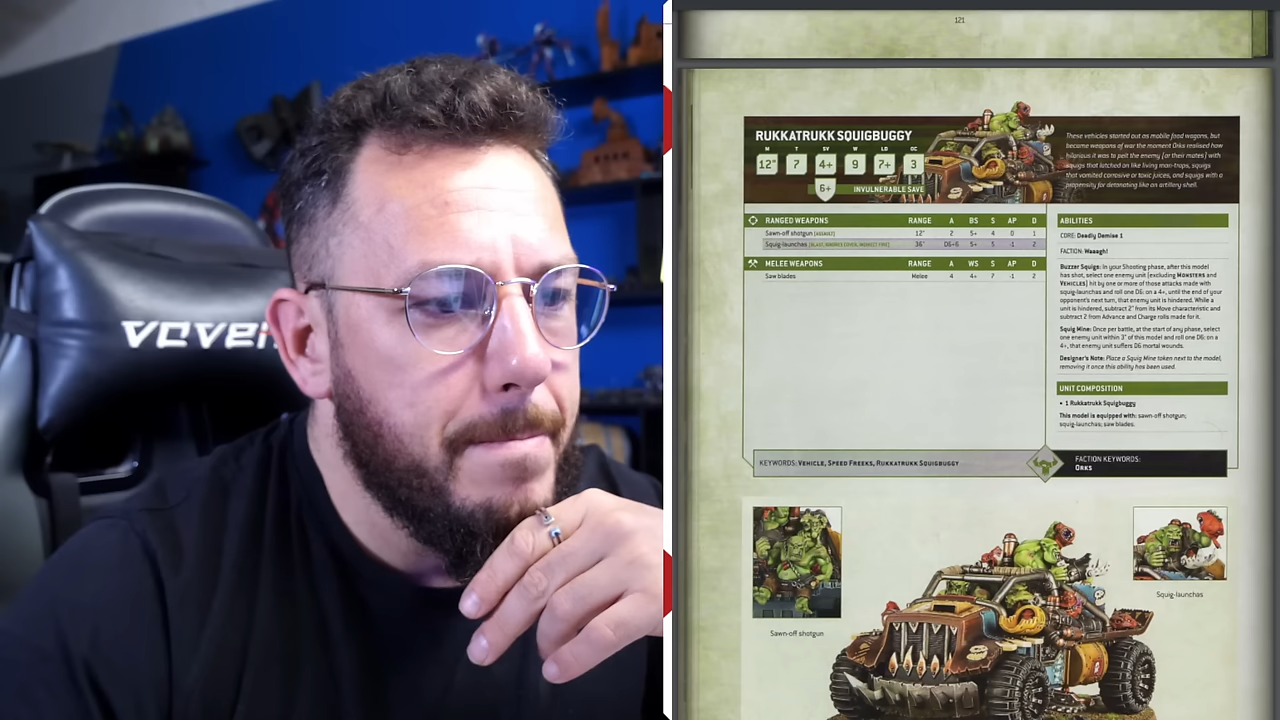 vcver
121
RUKKATRUKK SQUIGBUGGY
M T SV W LD OC
12" 7 4+ 9 7+ 3
6+ INVULNERABLE SAVE
These vehicles started out as mobile food wagons, but
became weapons of war the moment Orks realised how
hilarious it was to pelt the enemy (or their mates) with
squigs that latched on like living man-traps, squigs
that vomited corrosive or toxic juices, and squigs with a
propensity for detonating like an artillery shell.
RANGED WEAPONS RANGE A BS S AP D
Sawn-off shotgun [ASSAULT] 12" 2 5+ 4 0 1
Squig-launchas [BLAST, IGNORES COVER, INDIRECT FIRE] 36" D6+6 5+ 5 -1 2
MELEE WEAPONS RANGE A WS S AP D
Saw blades Melee 4 4+ 7 -1 2
ABILITIES
CORE: Deadly Demise 1
FACTION: Waaagh!
Buzzer Squigs: In your Shooting phase, after this model
has shot, select one enemy unit (excluding MONSTERS and
VEHICLES) hit by one or more of those attacks made with
squig-launchas and roll one D6: on a 4+, until the end of your
opponent's next turn, that enemy unit is hindered. While a
unit is hindered, subtract 2" from its Move characteristic and
subtract 2 from Advance and Charge rolls made for it.
Squig Mine: Once per battle, at the start of any phase, select
one enemy unit within 3" of this model and roll one D6: on a
4+, that enemy unit suffers D6 mortal wounds.
Designer's Note: Place a Squig Mine token next to the model,
removing it once this ability has been used.
UNIT COMPOSITION
• 1 Rukkatrukk Squigbuggy
This model is equipped with: sawn-off shotgun;
squig-launchas; saw blades.
KEYWORDS: VEHICLE, SPEED FREEKS, RUKKATRUKK SQUIGBUGGY
FACTION KEYWORDS:
ORKS
Sawn-off shotgun
Squig-launchas